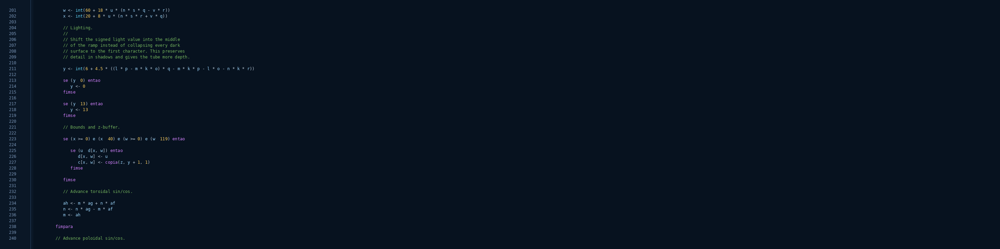 201 w <- int(60 + 18 * u * (n * s * q - v * r))
202 x <- int(20 + 8 * u * (n * s * r + v * q))
203
204 // Lighting.
205 //
206 // Shift the signed light value into the middle
207 // of the ramp instead of collapsing every dark
208 // surface to the first character. This preserves
209 // detail in shadows and gives the tube more depth.
210
211 y <- int(6 + 4.5 * ((l * p - m * k * o) * q - m * k * p - l * o - n * k * r))
212
213 se (y  0) entao
214 y <- 0
215 fimse
216
217 se (y  13) entao
218 y <- 13
219 fimse
220
221 // Bounds and z-buffer.
222
223 se (x >= 0) e (x  40) e (w >= 0) e (w  119) entao
224
225 se (u  d[x, w]) entao
226 d[x, w] <- u
227 c[x, w] <- copia(z, y + 1, 1)
228 fimse
229
230 fimse
231
232 // Advance toroidal sin/cos.
233
234 ah <- m * ag + n * af
235 n <- n * ag - m * af
236 m <- ah
237
238 fimpara
239
240 // Advance poloidal sin/cos.